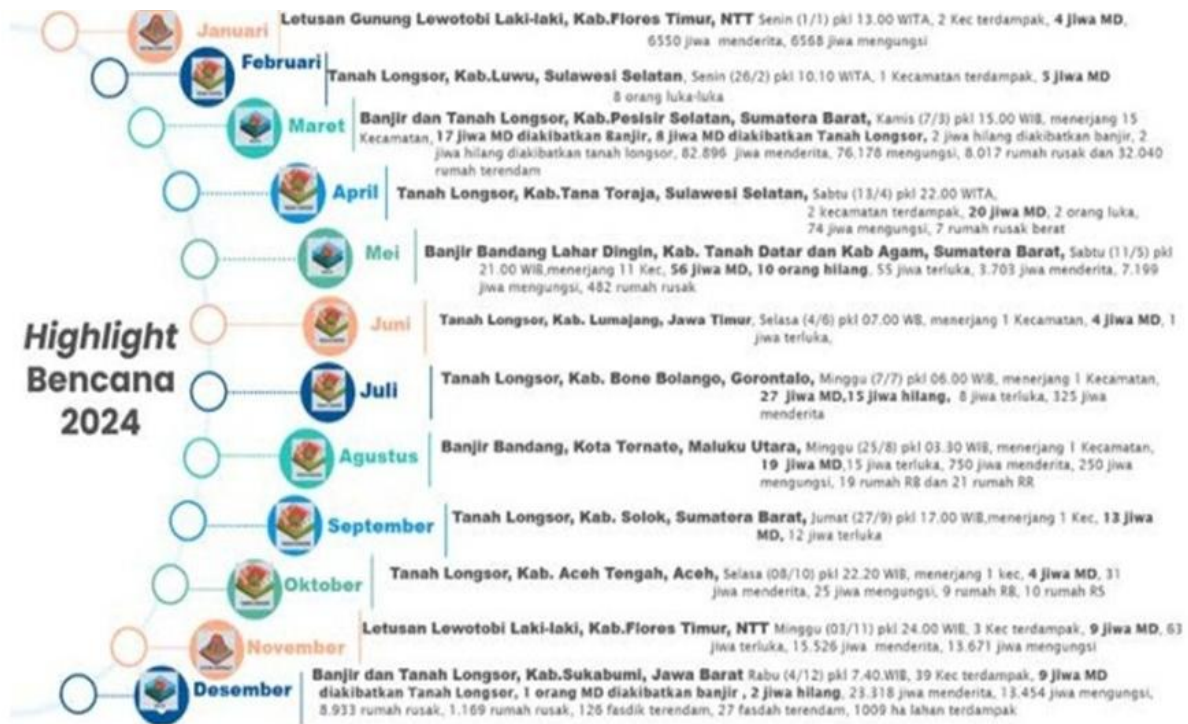 Highlight
Bencana
2024
Januari
Letusan Gunung Lewotobi Laki-laki, Kab.Flores Timur, NTT Senin (1/1) pkl 13.00 WITA, 2 Kec terdampak, 4 jiwa MD,
6550 jiwa menderita, 6568 jiwa mengungsi
Februari
Tanah Longsor, Kab.Luwu, Sulawesi Selatan, Senin (26/2) pkl 10.10 WITA, 1 Kecamatan terdampak, 5 jiwa MD
8 orang luka-luka
Maret
Banjir dan Tanah Longsor, Kab.Pesisir Selatan, Sumatera Barat, Kamis (7/3) pkl 15.00 WIB, menerjang 15
Kecamatan, 17 jiwa MD diakibatkan Banjir, 8 jiwa MD diakibatkan Tanah Longsor, 2 jiwa hilang diakibatkan banjir, 2
jiwa hilang diakibatkan tanah longsor, 82.896 jiwa menderita, 76.178 mengungsi, 8.017 rumah rusak dan 32.040
rumah terendam
April
Tanah Longsor, Kab.Tana Toraja, Sulawesi Selatan, Sabtu (13/4) pkl 22.00 WITA,
2 kecamatan terdampak, 20 jiwa MD, 2 orang luka,
74 jiwa mengungsi, 7 rumah rusak berat
Mei
Banjir Bandang Lahar Dingin, Kab. Tanah Datar dan Kab Agam, Sumatera Barat, Sabtu (11/5) pkl
21.00 WIB,menerjang 11 Kec, 56 jiwa MD, 10 orang hilang, 55 jiwa terluka, 3.703 jiwa menderita, 7.199
jiwa mengungsi, 482 rumah rusak
Juni
Tanah Longsor, Kab. Lumajang, Jawa Timur, Selasa (4/6) pkl 07.00 WB, menerjang 1 Kecamatan, 4 jiwa MD, 1
jiwa terluka,
Juli
Tanah Longsor, Kab. Bone Bolango, Gorontalo, Minggu (7/7) pkl 06.00 WIB, menerjang 1 Kecamatan,
27 jiwa MD,15 jiwa hilang, 8 jiwa terluka, 325 jiwa
menderita
Agustus
Banjir Bandang, Kota Ternate, Maluku Utara, Minggu (25/8) pkl 03.30 WIB, menerjang 1 Kecamatan,
19 jiwa MD,15 jiwa terluka, 750 jiwa menderita, 250 jiwa
mengungsi, 19 rumah RB dan 21 rumah RR
September
Tanah Longsor, Kab. Solok, Sumatera Barat, Jumat (27/9) pkl 17.00 WIB,menerjang 1 Kec, 13 jiwa
MD, 12 jiwa terluka
Oktober
Tanah Longsor, Kab. Aceh Tengah, Aceh, Selasa (08/10) pkl 22.20 WIB, menerjang 1 kec, 4 jiwa MD, 31
jiwa menderita, 25 jiwa mengungsi, 9 rumah RB, 10 rumah RS
November
Letusan Lewotobi Laki-laki, Kab.Flores Timur, NTT Minggu (03/11) pkl 24.00 WIB, 3 Kec terdampak, 9 jiwa MD, 63
jiwa terluka, 15.526 jiwa menderita, 13.671 jiwa mengungsi
Desember
Banjir dan Tanah Longsor, Kab.Sukabumi, Jawa Barat Rabu (4/12) pkl 7.40.WIB, 39 Kec terdampak, 9 jiwa MD
diakibatkan Tanah Longsor, 1 orang MD diakibatkan banjir , 2 jiwa hilang, 23.318 jiwa menderita, 13.454 jiwa mengungsi,
8.933 rumah rusak, 1.169 rumah rusak, 126 fasdik terendam, 27 fasdah terendam, 1009 ha lahan terdampak